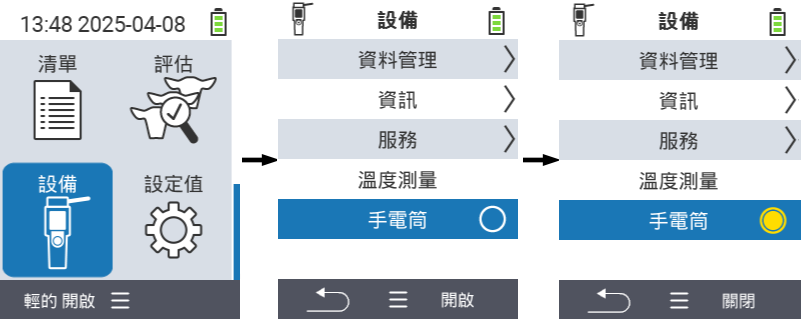 13:48 2025-04-08
清單 評估
設備 設定值
輕的 開啟
設備
資料管理
資訊
服務
溫度測量
手電筒
開啟
設備
資料管理
資訊
服務
溫度測量
手電筒
關閉